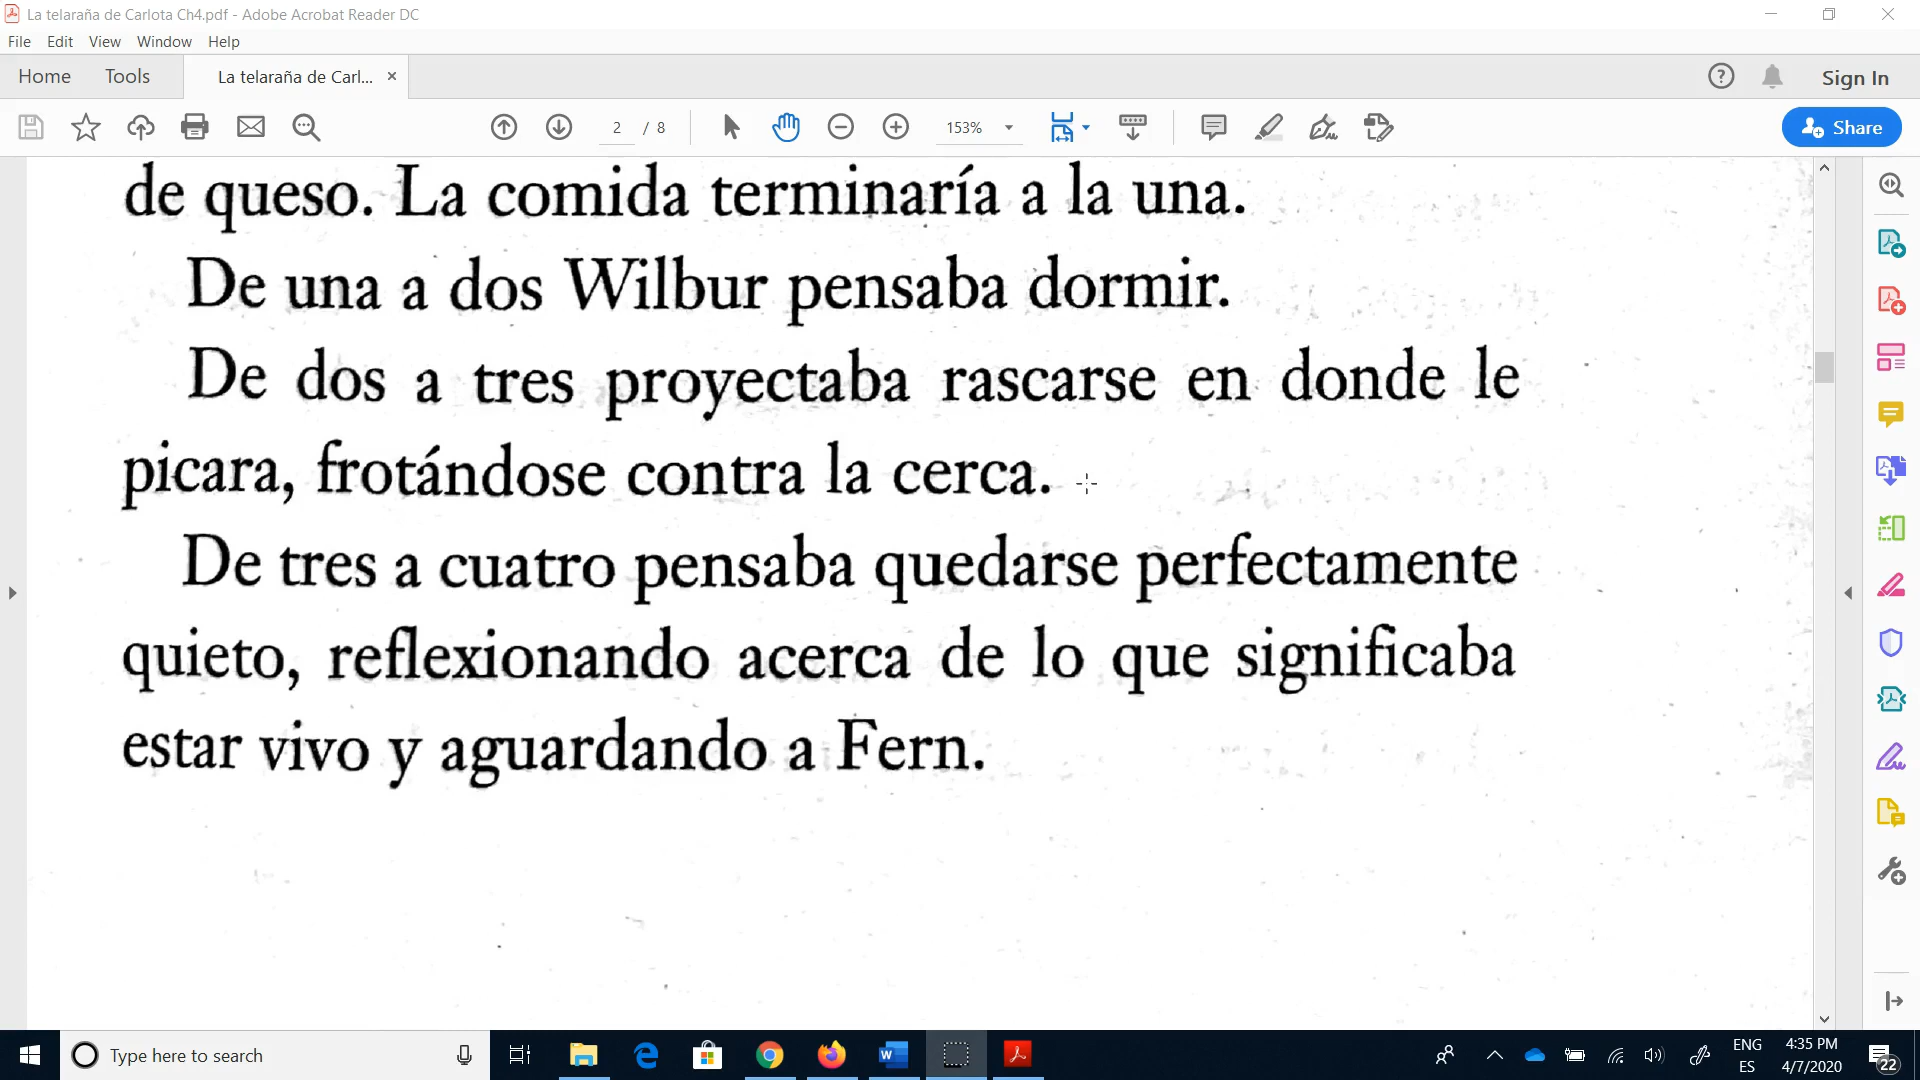 La telaraña de Carlota Ch4.pdf - Adobe Acrobat Reader DC
File Edit View Window Help
Home Tools La telaraña de Carl... × Sign In
2 / 8 153% Share
de queso. La comida terminaría a la una.
De una a dos Wilbur pensaba dormir.
De dos a tres proyectaba rascarse en donde le
picara, frotándose contra la cerca.
De tres a cuatro pensaba quedarse perfectamente
quieto, reflexionando acerca de lo que significaba
estar vivo y aguardando a Fern.
Type here to search ENG 4:35 PM
ES 4/7/2020 22